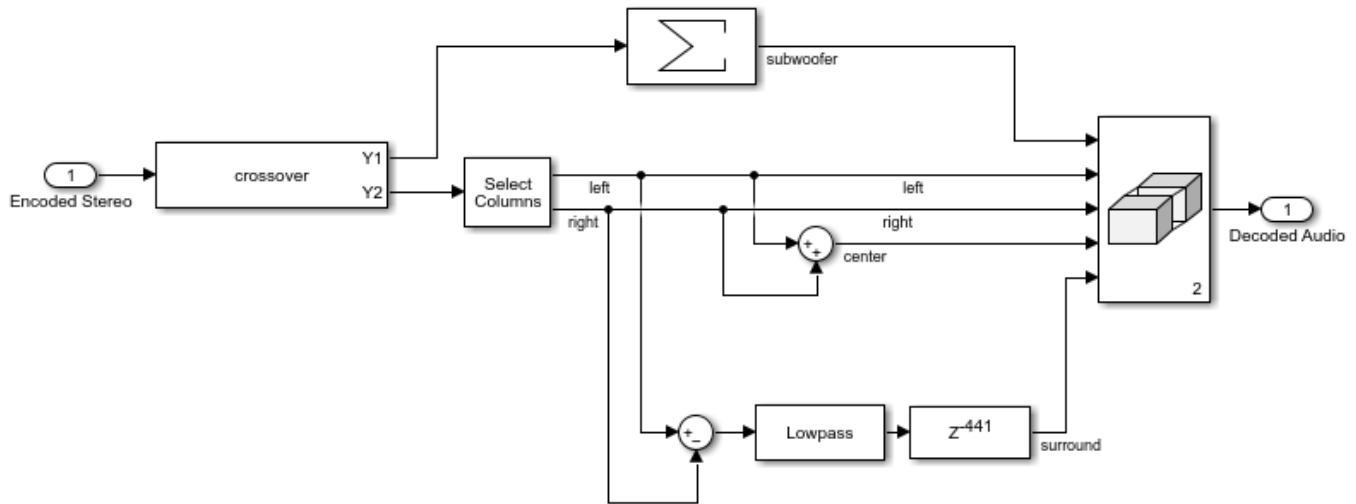 subwoofer
1
Encoded Stereo
crossover
Y1
Y2
Select
Columns
left
right
left
right
+
+
center
2
1
Decoded Audio
+
−
Lowpass
Z-441
surround